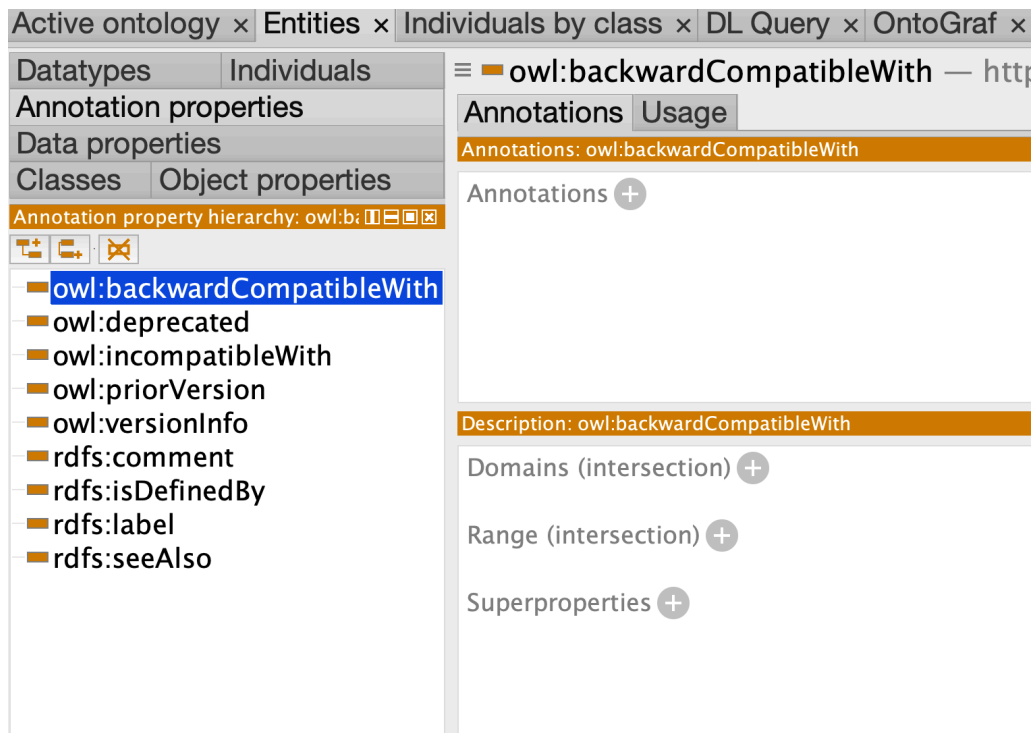 Active ontology × Entities × Individuals by class × DL Query × OntoGraf ×
Datatypes Individuals
Annotation properties
Data properties
Classes Object properties
Annotation property hierarchy: owl:ba
owl:backwardCompatibleWith
owl:deprecated
owl:incompatibleWith
owl:priorVersion
owl:versionInfo
rdfs:comment
rdfs:isDefinedBy
rdfs:label
rdfs:seeAlso
owl:backwardCompatibleWith — http
Annotations Usage
Annotations: owl:backwardCompatibleWith
Annotations
Description: owl:backwardCompatibleWith
Domains (intersection)
Range (intersection)
Superproperties